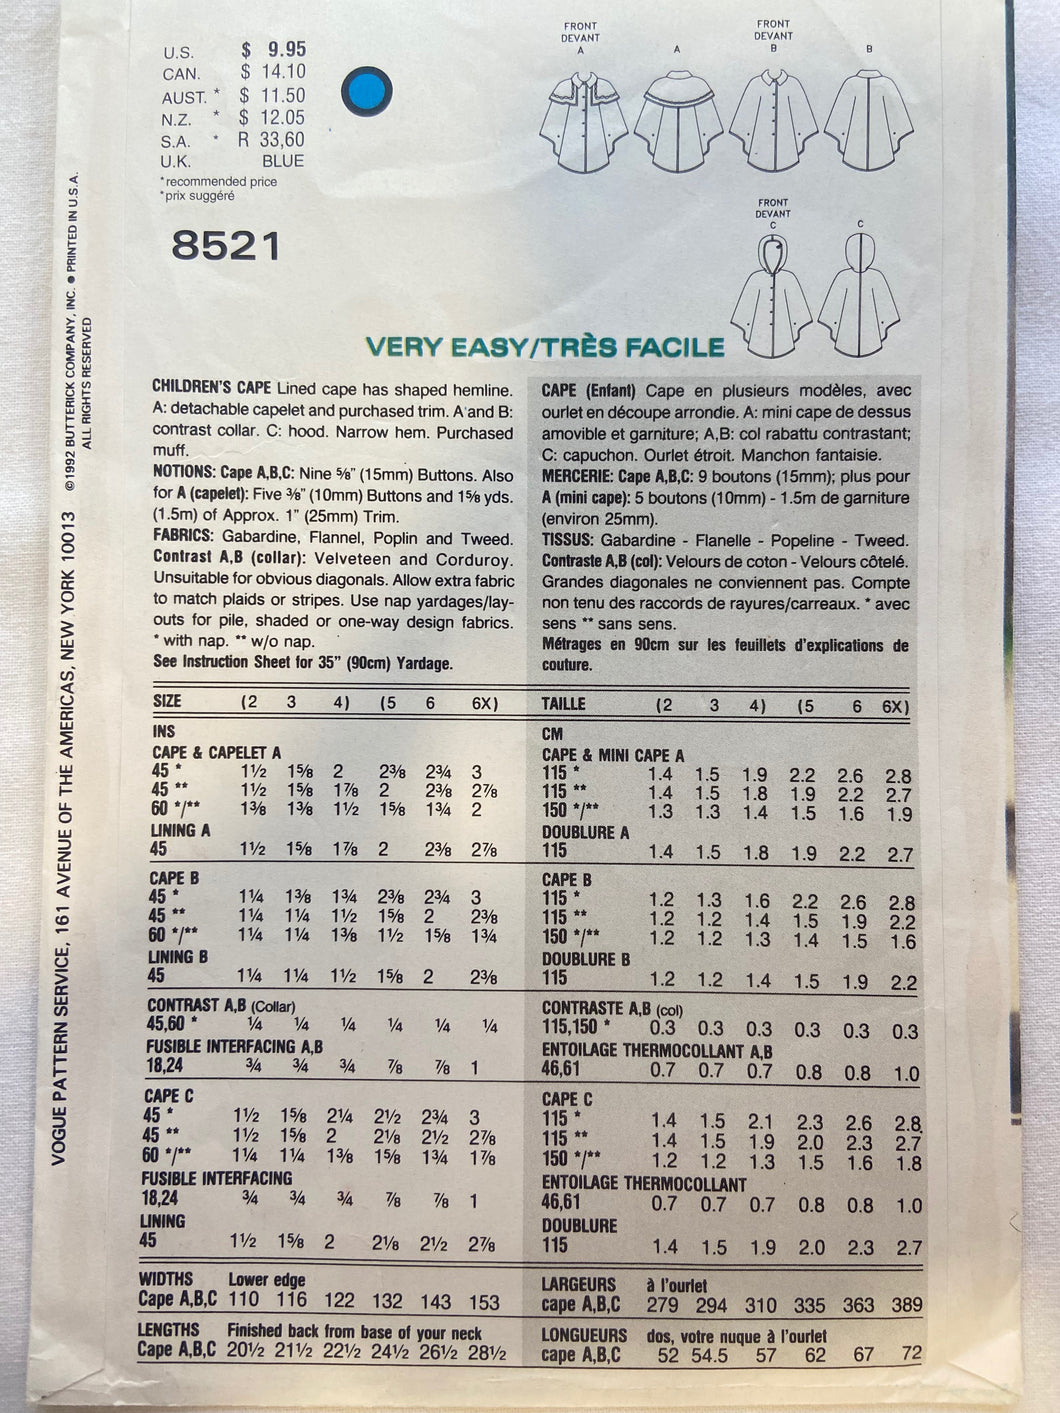 U.S. $ 9.95
CAN. $ 14.10
AUST. * $ 11.50
N.Z. * $ 12.05
S.A. * R 33,60
U.K. BLUE
*recommended price
*prix suggéré
8521
FRONT
DEVANT
A
A
FRONT
DEVANT
B
B
FRONT
DEVANT
C
C
VERY EASY/TRÈS FACILE
VOGUE PATTERN SERVICE, 161 AVENUE OF THE AMERICAS, NEW YORK 10013 ©1992 BUTTERICK COMPANY, INC. ● PRINTED IN U.S.A.
ALL RIGHTS RESERVED
CHILDREN'S CAPE Lined cape has shaped hemline.
A: detachable capelet and purchased trim. A and B:
contrast collar. C: hood. Narrow hem. Purchased
muff.
NOTIONS: Cape A,B,C: Nine ⅝" (15mm) Buttons. Also
for A (capelet): Five ⅜" (10mm) Buttons and 1⅝ yds.
(1.5m) of Approx. 1" (25mm) Trim.
FABRICS: Gabardine, Flannel, Poplin and Tweed.
Contrast A,B (collar): Velveteen and Corduroy.
Unsuitable for obvious diagonals. Allow extra fabric
to match plaids or stripes. Use nap yardages/lay-
outs for pile, shaded or one-way design fabrics.
* with nap. ** w/o nap.
See Instruction Sheet for 35" (90cm) Yardage.
CAPE (Enfant) Cape en plusieurs modèles, avec
ourlet en découpe arrondie. A: mini cape de dessus
amovible et garniture; A,B: col rabattu contrastant;
C: capuchon. Ourlet étroit. Manchon fantaisie.
MERCERIE: Cape A,B,C: 9 boutons (15mm); plus pour
A (mini cape): 5 boutons (10mm) - 1.5m de garniture
(environ 25mm).
TISSUS: Gabardine - Flanelle - Popeline - Tweed.
Contraste A,B (col): Velours de coton - Velours côtelé.
Grandes diagonales ne conviennent pas. Compte
non tenu des raccords de rayures/carreaux. * avec
sens ** sans sens.
Métrages en 90cm sur les feuillets d'explications de
couture.
SIZE (2 3 4) (5 6 6X)
INS
CAPE & CAPELET A
45 * 1½ 1⅝ 2 2⅜ 2¾ 3
45 ** 1½ 1⅝ 1⅞ 2 2⅜ 2⅞
60 */** 1⅜ 1⅜ 1½ 1⅝ 1¾ 2
LINING A
45 1½ 1⅝ 1⅞ 2 2⅜ 2⅞
CAPE B
45 * 1¼ 1⅜ 1¾ 2⅜ 2¾ 3
45 ** 1¼ 1¼ 1½ 1⅝ 2 2⅜
60 */** 1¼ 1¼ 1⅜ 1½ 1⅝ 1¾
LINING B
45 1¼ 1¼ 1½ 1⅝ 2 2⅜
CONTRAST A,B (Collar)
45,60 * ¼ ¼ ¼ ¼ ¼ ¼
FUSIBLE INTERFACING A,B
18,24 ¾ ¾ ¾ ⅞ ⅞ 1
CAPE C
45 * 1½ 1⅝ 2¼ 2½ 2¾ 3
45 ** 1½ 1⅝ 2 2⅛ 2½ 2⅞
60 */** 1¼ 1¼ 1⅜ 1⅝ 1¾ 1⅞
FUSIBLE INTERFACING
18,24 ¾ ¾ ¾ ⅞ ⅞ 1
LINING
45 1½ 1⅝ 2 2⅛ 2½ 2⅞
WIDTHS Lower edge
Cape A,B,C 110 116 122 132 143 153
LENGTHS Finished back from base of your neck
Cape A,B,C 20½ 21½ 22½ 24½ 26½ 28½
TAILLE (2 3 4) (5 6 6X)
CM
CAPE & MINI CAPE A
115 * 1.4 1.5 1.9 2.2 2.6 2.8
115 ** 1.4 1.5 1.8 1.9 2.2 2.7
150 */** 1.3 1.3 1.4 1.5 1.6 1.9
DOUBLURE A
115 1.4 1.5 1.8 1.9 2.2 2.7
CAPE B
115 * 1.2 1.3 1.6 2.2 2.6 2.8
115 ** 1.2 1.2 1.4 1.5 1.9 2.2
150 */** 1.2 1.2 1.3 1.4 1.5 1.6
DOUBLURE B
115 1.2 1.2 1.4 1.5 1.9 2.2
CONTRASTE A,B (col)
115,150 * 0.3 0.3 0.3 0.3 0.3 0.3
ENTOILAGE THERMOCOLLANT A,B
46,61 0.7 0.7 0.7 0.8 0.8 1.0
CAPE C
115 * 1.4 1.5 2.1 2.3 2.6 2.8
115 ** 1.4 1.5 1.9 2.0 2.3 2.7
150 */** 1.2 1.2 1.3 1.5 1.6 1.8
ENTOILAGE THERMOCOLLANT
46,61 0.7 0.7 0.7 0.8 0.8 1.0
DOUBLURE
115 1.4 1.5 1.9 2.0 2.3 2.7
LARGEURS à l'ourlet
cape A,B,C 279 294 310 335 363 389
LONGUEURS dos, votre nuque à l'ourlet
cape A,B,C 52 54.5 57 62 67 72